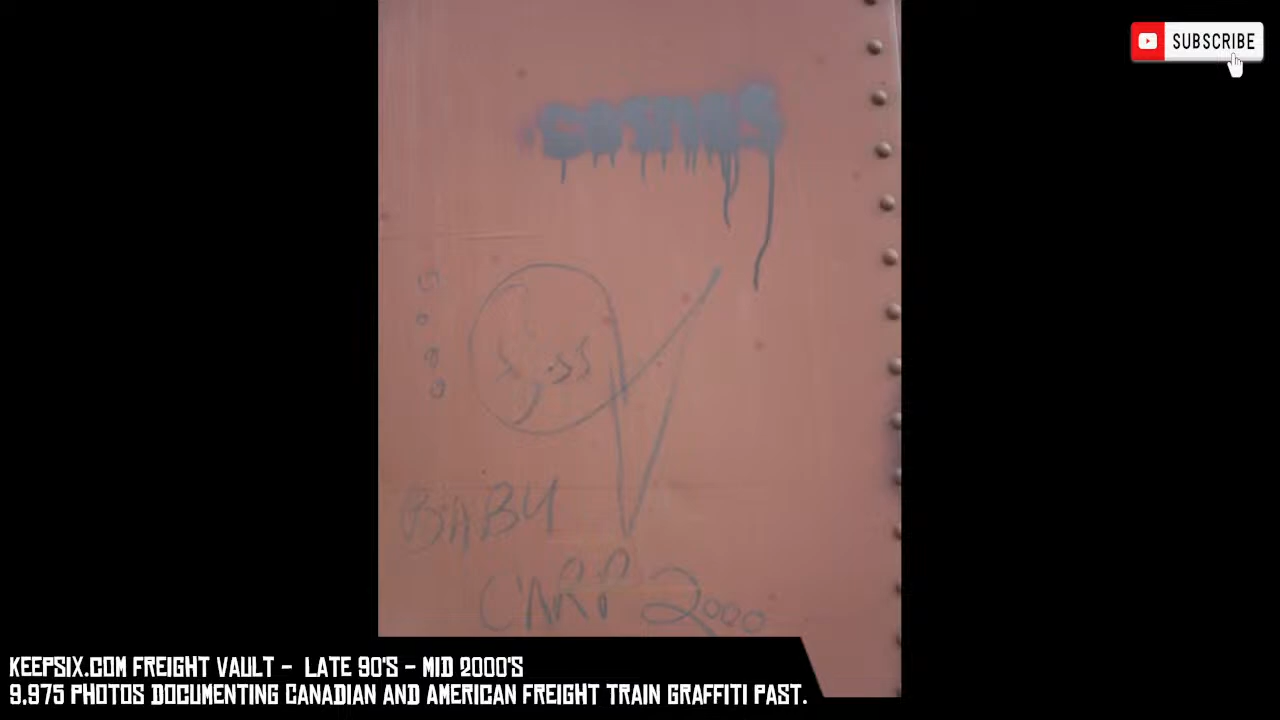 SUBSCRIBE
COSMOS
BABY
CARP 2000
KEEPSIX.COM FREIGHT VAULT - LATE 90'S - MID 2000'S
9,975 PHOTOS DOCUMENTING CANADIAN AND AMERICAN FREIGHT TRAIN GRAFFITI PAST.